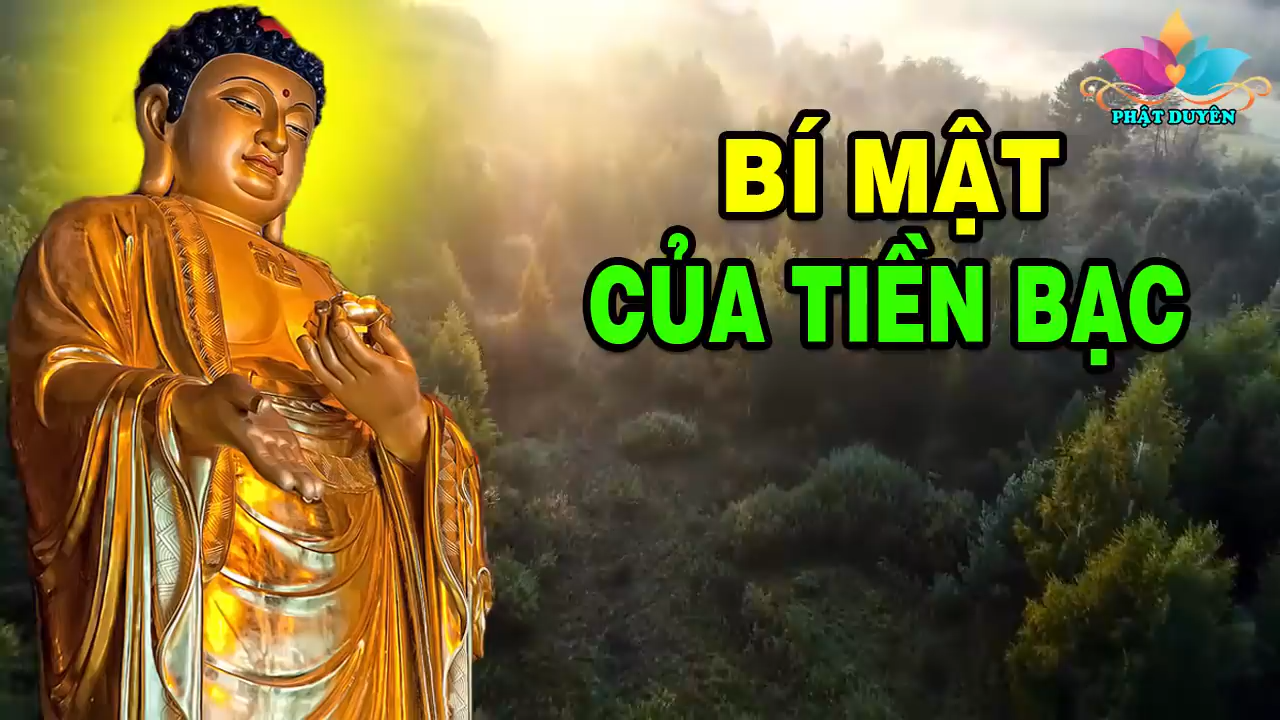 PHẬT DUYÊN
BÍ MẬT
CỦA TIỀN BẠC